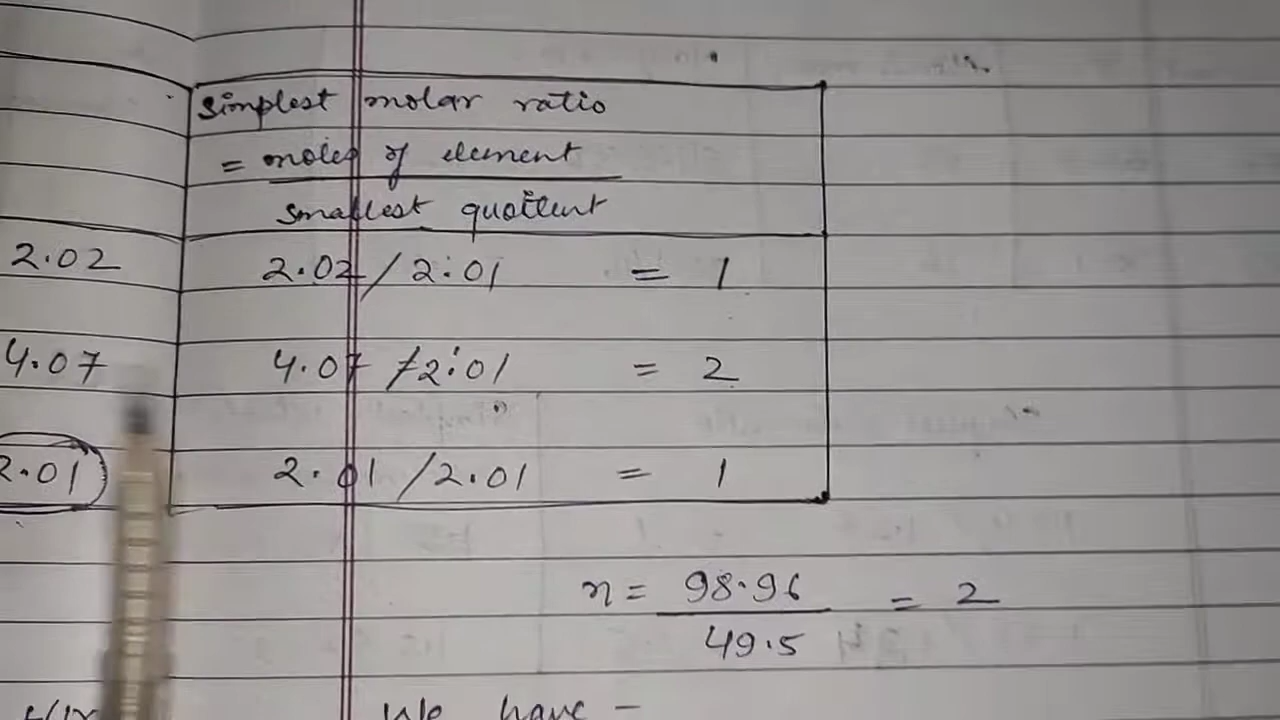 Simplest molar ratio
= moles of element
smallest quotient
2.02 2.02 / 2.01 = 1
4.07 4.07 / 2.01 = 2
2.01 2.01 / 2.01 = 1
n = 98.96 = 2
49.5
We have -